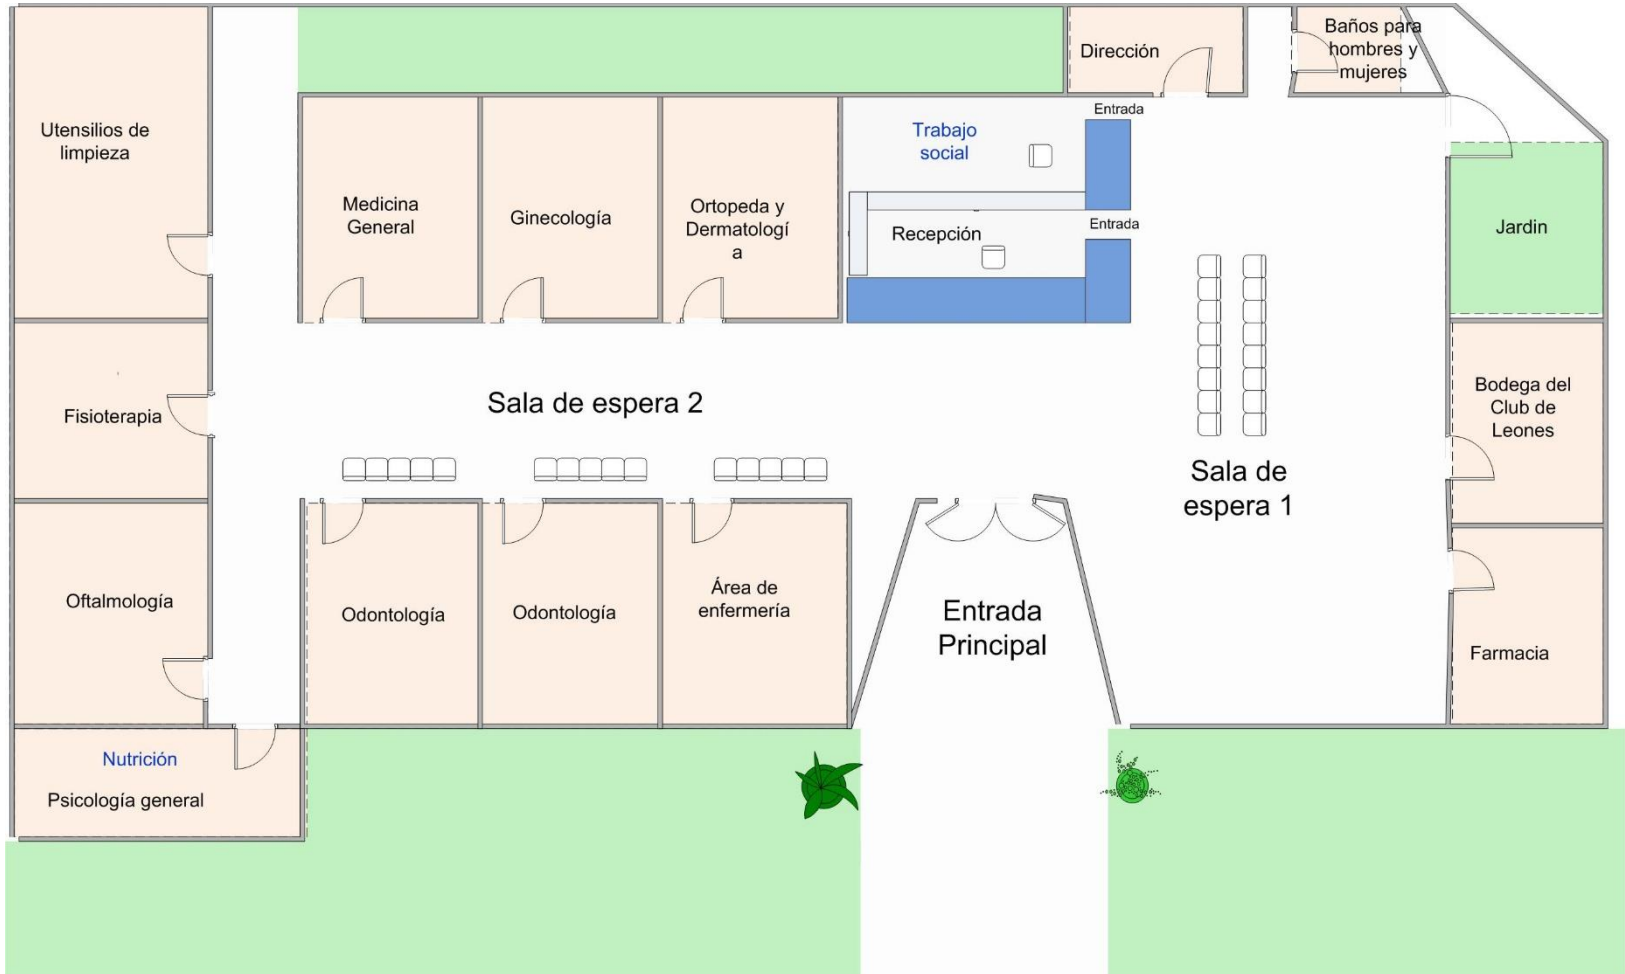 Dirección
Baños para
hombres y
mujeres
Entrada
Utensilios de
limpieza
Trabajo
social
Medicina
General
Ginecología
Ortopeda y
Dermatologí
a
Recepción
Entrada
Jardin
Fisioterapia
Sala de espera 2
Bodega del
Club de
Leones
Sala de
espera 1
Oftalmología
Odontología
Odontología
Área de
enfermería
Entrada
Principal
Farmacia
Nutrición
Psicología general